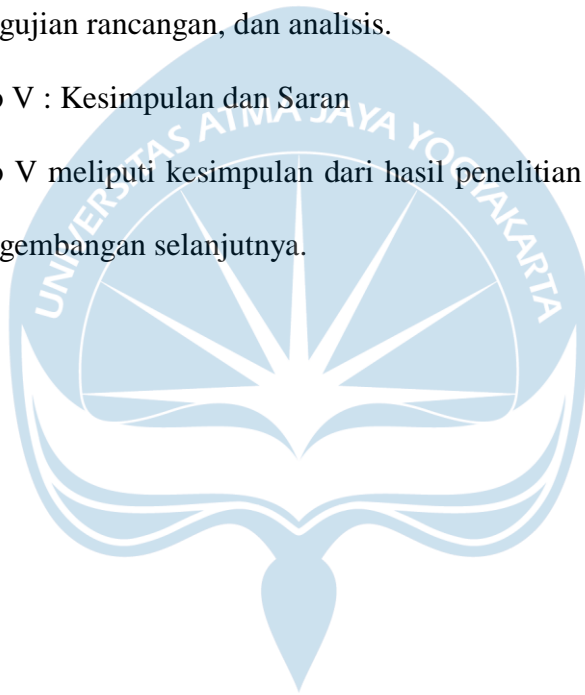 gujian rancangan, dan analisis.
V : Kesimpulan dan Saran
V meliputi kesimpulan dari hasil penelitian
gembangan selanjutnya.
UNIVERSITAS ATMA JAYA YOGYAKARTA